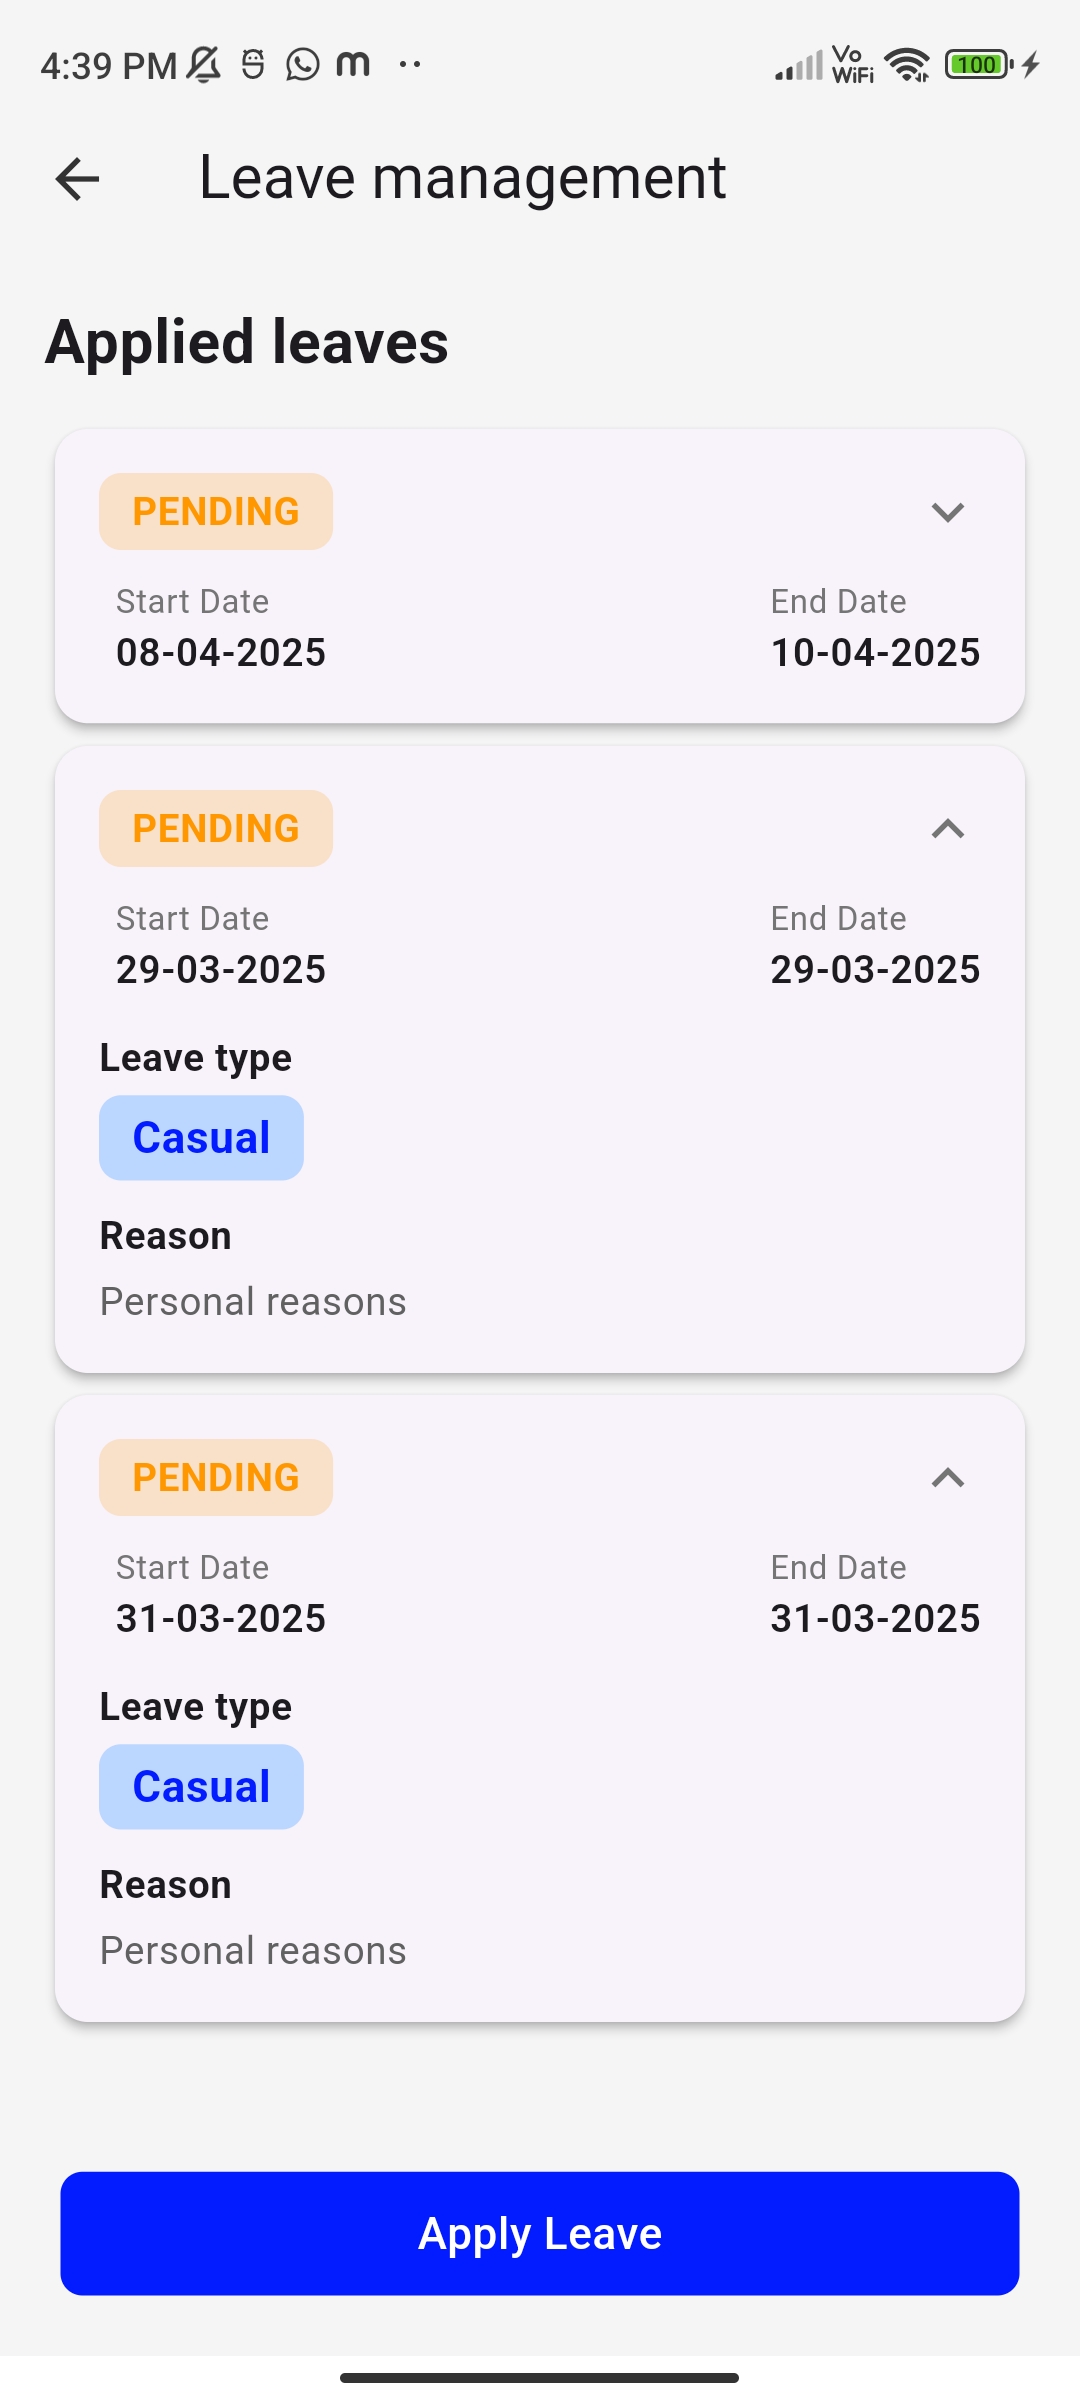 4:39 PM
Vo
WiFi
100
Leave management
Applied leaves
PENDING
Start Date End Date
08-04-2025 10-04-2025
PENDING
Start Date End Date
29-03-2025 29-03-2025
Leave type
Casual
Reason
Personal reasons
PENDING
Start Date End Date
31-03-2025 31-03-2025
Leave type
Casual
Reason
Personal reasons
Apply Leave